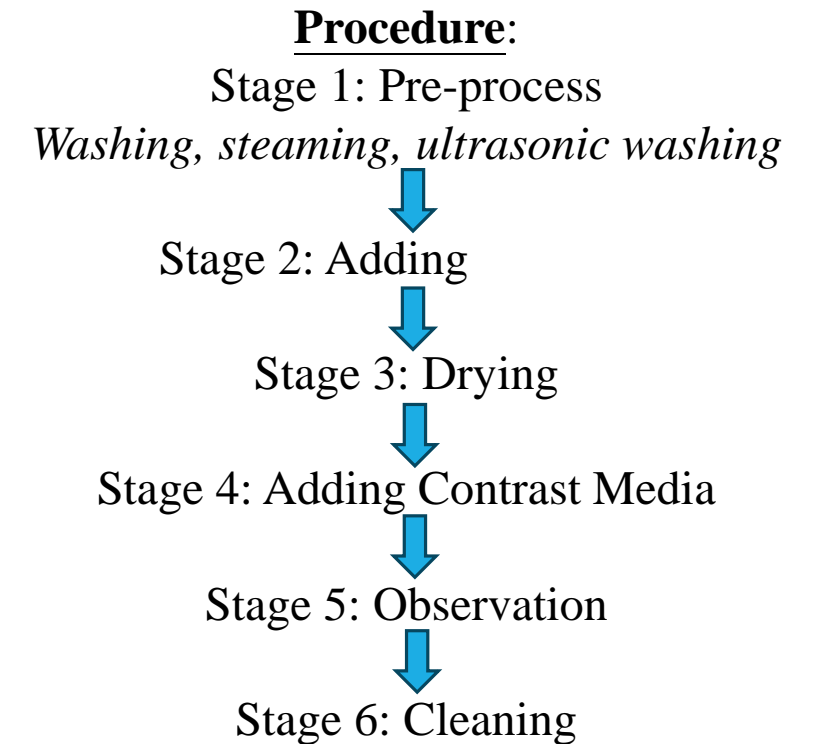 Procedure:
Stage 1: Pre-process
Washing, steaming, ultrasonic washing
Stage 2: Adding
Stage 3: Drying
Stage 4: Adding Contrast Media
Stage 5: Observation
Stage 6: Cleaning